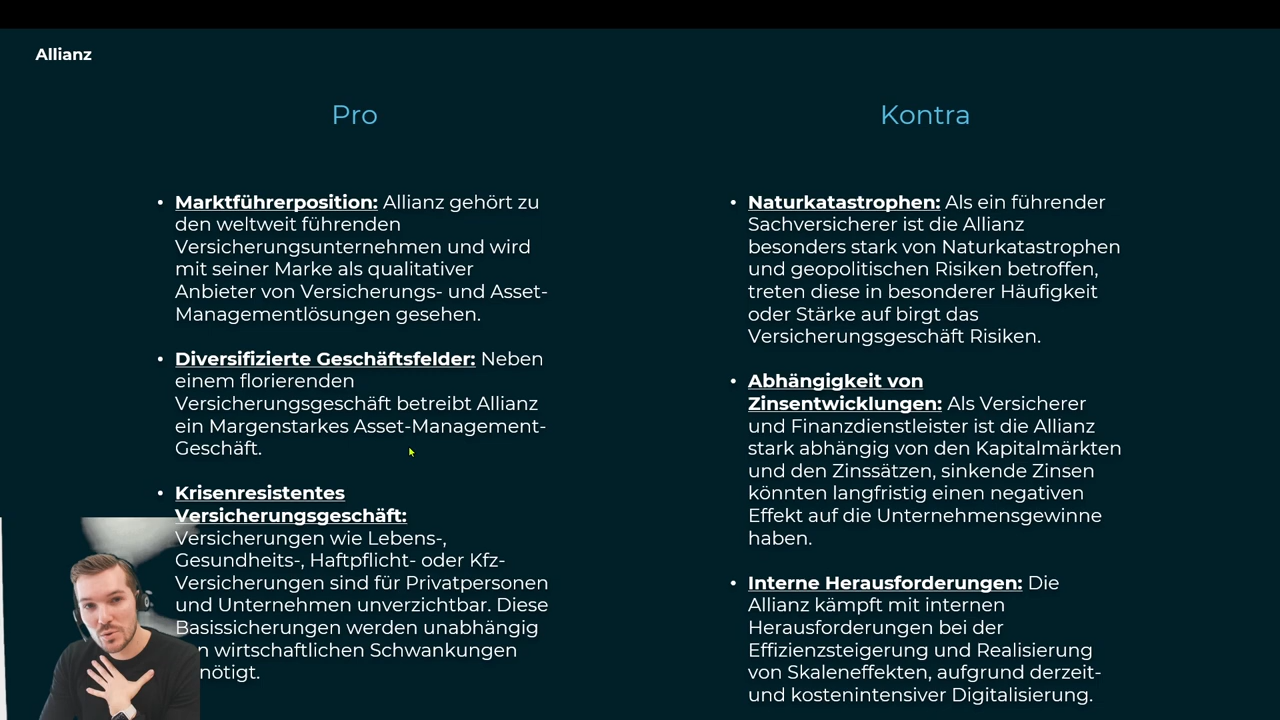 Allianz
Pro
• Marktführerposition: Allianz gehört zu
den weltweit führenden
Versicherungsunternehmen und wird
mit seiner Marke als qualitativer
Anbieter von Versicherungs- und Asset-
Managementlösungen gesehen.
• Diversifizierte Geschäftsfelder: Neben
einem florierenden
Versicherungsgeschäft betreibt Allianz
ein Margenstarkes Asset-Management-
Geschäft.
• Krisenresistentes
Versicherungsgeschäft:
Versicherungen wie Lebens-,
Gesundheits-, Haftpflicht- oder Kfz-
Versicherungen sind für Privatpersonen
und Unternehmen unverzichtbar. Diese
Basissicherungen werden unabhängig
wirtschaftlichen Schwankungen
Kontra
• Naturkatastrophen: Als ein führender
Sachversicherer ist die Allianz
besonders stark von Naturkatastrophen
und geopolitischen Risiken betroffen,
treten diese in besonderer Häufigkeit
oder Stärke auf birgt das
Versicherungsgeschäft Risiken.
• Abhängigkeit von
Zinsentwicklungen: Als Versicherer
und Finanzdienstleister ist die Allianz
stark abhängig von den Kapitalmärkten
und den Zinssätzen, sinkende Zinsen
könnten langfristig einen negativen
Effekt auf die Unternehmensgewinne
haben.
• Interne Herausforderungen: Die
Allianz kämpft mit internen
Herausforderungen bei der
Effizienzsteigerung und Realisierung
von Skaleneffekten, aufgrund derzeit-
und kostenintensiver Digitalisierung.